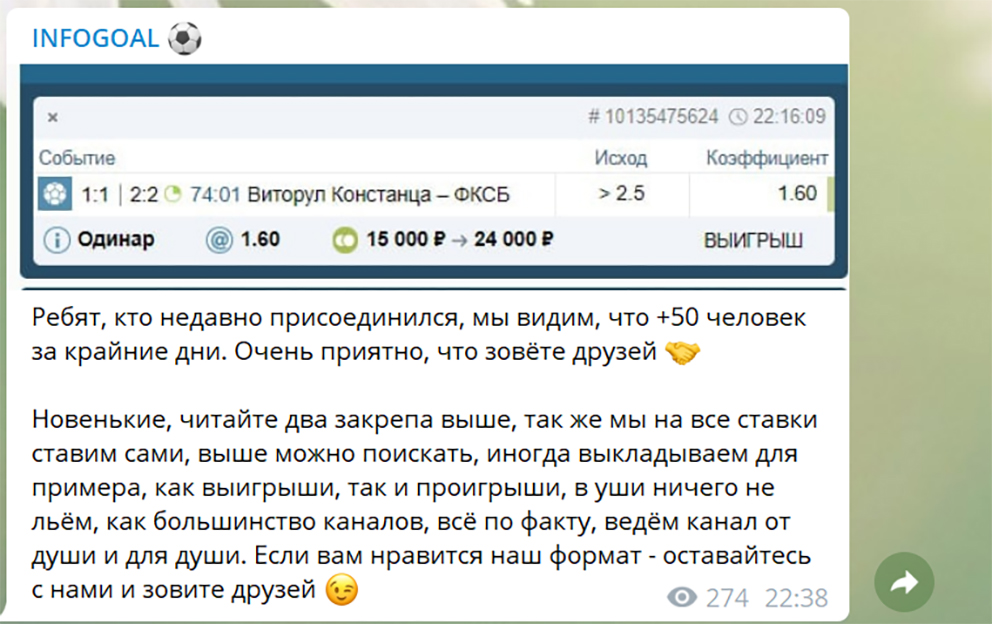 INFOGOAL ⚽
× # 10135475624 22:16:09
Событие Исход Коэффициент
1:1 | 2:2 74:01 Виторул Констанца – ФКСБ > 2.5 1.60
Одинар @ 1.60 15 000 ₽ → 24 000 ₽ ВЫИГРЫШ
Ребят, кто недавно присоединился, мы видим, что +50 человек
за крайние дни. Очень приятно, что зовёте друзей 🤝
Новенькие, читайте два закрепа выше, так же мы на все ставки
ставим сами, выше можно поискать, иногда выкладываем для
примера, как выигрыши, так и проигрыши, в уши ничего не
льём, как большинство каналов, всё по факту, ведём канал от
души и для души. Если вам нравится наш формат - оставайтесь
с нами и зовите друзей 😉
274 22:38